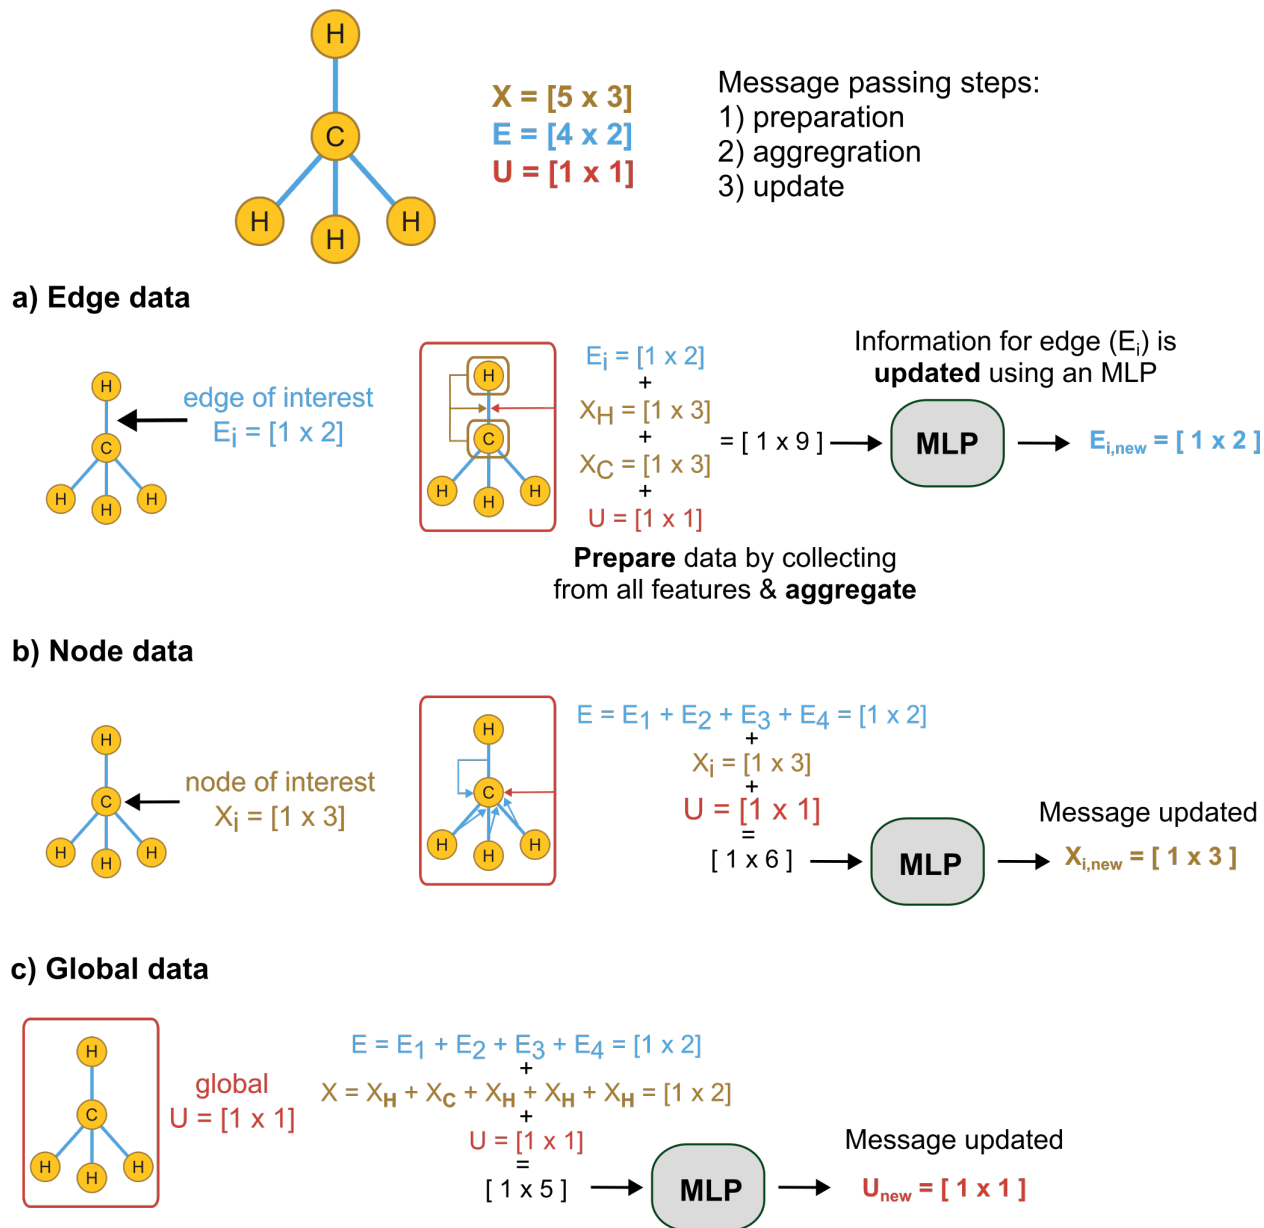 H
C
H
H
H
X = [5 x 3]
E = [4 x 2]
U = [1 x 1]
Message passing steps:
1) preparation
2) aggregration
3) update
a) Edge data
H
C
H
H
H
edge of interest
Ei = [1 x 2]
H
C
H
H
H
Ei = [1 x 2]
+
XH = [1 x 3]
+
XC = [1 x 3]
+
U = [1 x 1]
= [ 1 x 9 ]
Prepare data by collecting
from all features & aggregate
Information for edge (Ei) is
updated using an MLP
MLP
Ei,new = [ 1 x 2 ]
b) Node data
H
C
H
H
H
node of interest
Xi = [1 x 3]
H
C
H
H
H
E = E1 + E2 + E3 + E4 = [1 x 2]
+
Xi = [1 x 3]
+
U = [1 x 1]
=
[ 1 x 6 ]
MLP
Message updated
Xi,new = [ 1 x 3 ]
c) Global data
H
C
H
H
H
global
U = [1 x 1]
E = E1 + E2 + E3 + E4 = [1 x 2]
+
X = XH + XC + XH + XH + XH = [1 x 2]
+
U = [1 x 1]
=
[ 1 x 5 ]
MLP
Message updated
Unew = [ 1 x 1 ]